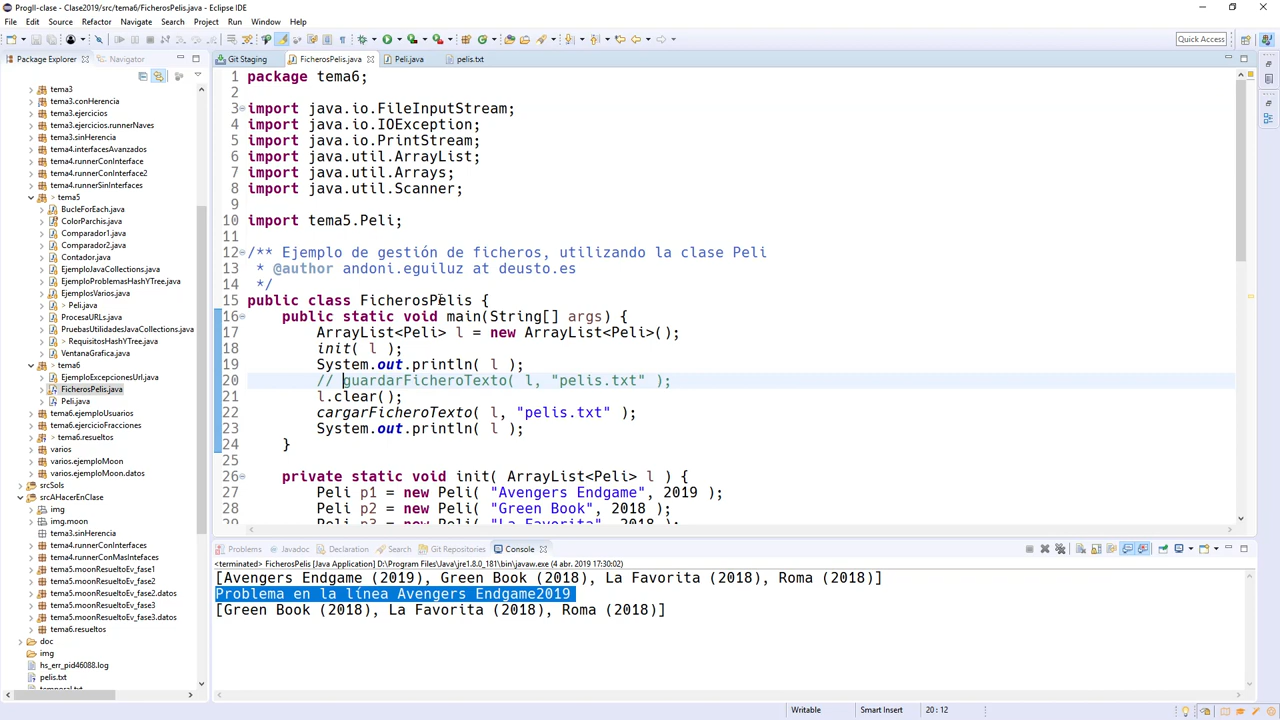 ProgII-clase - Clase2019/src/tema6/FicherosPelis.java - Eclipse IDE
File Edit Source Refactor Navigate Search Project Run Window Help
Quick Access
Package Explorer Navigator
Git Staging FicherosPelis.java Peli.java pelis.txt
tema3
tema3.conHerencia
tema3.ejercicios
tema3.ejercicios.runnerNaves
tema3.sinHerencia
tema4.interfacesAvanzados
tema4.runnerConInterface
tema4.runnerConInterface2
tema4.runnerSinInterfaces
> tema5
BucleForEach.java
ColorParchis.java
Comparador1.java
Comparador2.java
Contador.java
EjemploJavaCollections.java
EjemploProblemasHashYTree.java
EjemplosVarios.java
> Peli.java
ProcesaURLs.java
PruebasUtilidadesJavaCollections.java
> RequisitosHashYTree.java
VentanaGrafica.java
> tema6
EjemploExcepcionesUrl.java
FicherosPelis.java
Peli.java
tema6.ejemploUsuarios
tema6.ejercicioFracciones
> tema6.resueltos
varios
varios.ejemploMoon
varios.ejemploMoon.datos
srcSols
srcAHacerEnClase
img
img.moon
tema3.sinHerencia
tema4.runnerConInterfaces
tema4.runnerConMasIntefaces
tema5.moonResueltoEv_fase1
tema5.moonResueltoEv_fase2
tema5.moonResueltoEv_fase2.datos
tema5.moonResueltoEv_fase3
tema5.moonResueltoEv_fase3.datos
tema6.resueltos
doc
img
hs_err_pid46088.log
pelis.txt
temporal.txt
1 package tema6;
2
3 import java.io.FileInputStream;
4 import java.io.IOException;
5 import java.io.PrintStream;
6 import java.util.ArrayList;
7 import java.util.Arrays;
8 import java.util.Scanner;
9
10 import tema5.Peli;
11
12 /** Ejemplo de gestión de ficheros, utilizando la clase Peli
13 * @author andoni.eguiluz at deusto.es
14 */
15 public class FicherosPelis {
16 public static void main(String[] args) {
17 ArrayList<Peli> l = new ArrayList<Peli>();
18 init( l );
19 System.out.println( l );
20 // guardarFicheroTexto( l, "pelis.txt" );
21 l.clear();
22 cargarFicheroTexto( l, "pelis.txt" );
23 System.out.println( l );
24 }
25
26 private static void init( ArrayList<Peli> l ) {
27 Peli p1 = new Peli( "Avengers Endgame", 2019 );
28 Peli p2 = new Peli( "Green Book", 2018 );
29 Peli p3 = new Peli( "La Favorita", 2018 );
Problems Javadoc Declaration Search Git Repositories Console
<terminated> FicherosPelis [Java Application] D:\Program Files\Java\jre1.8.0_181\bin\javaw.exe (4 abr. 2019 17:30:02)
[Avengers Endgame (2019), Green Book (2018), La Favorita (2018), Roma (2018)]
Problema en la línea Avengers Endgame2019
[Green Book (2018), La Favorita (2018), Roma (2018)]
Writable Smart Insert 20 : 12